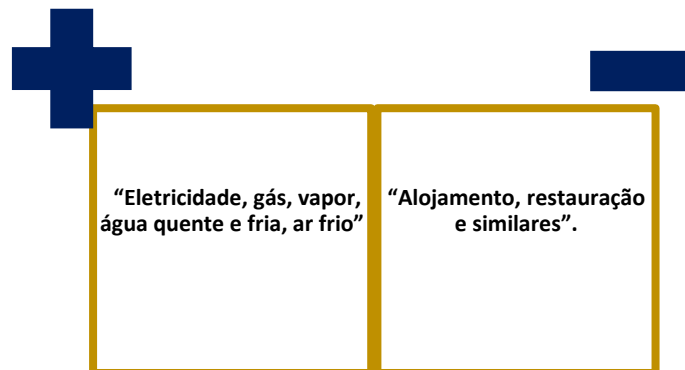 “Eletricidade, gás, vapor,
água quente e fria, ar frio”
“Alojamento, restauração
e similares”.